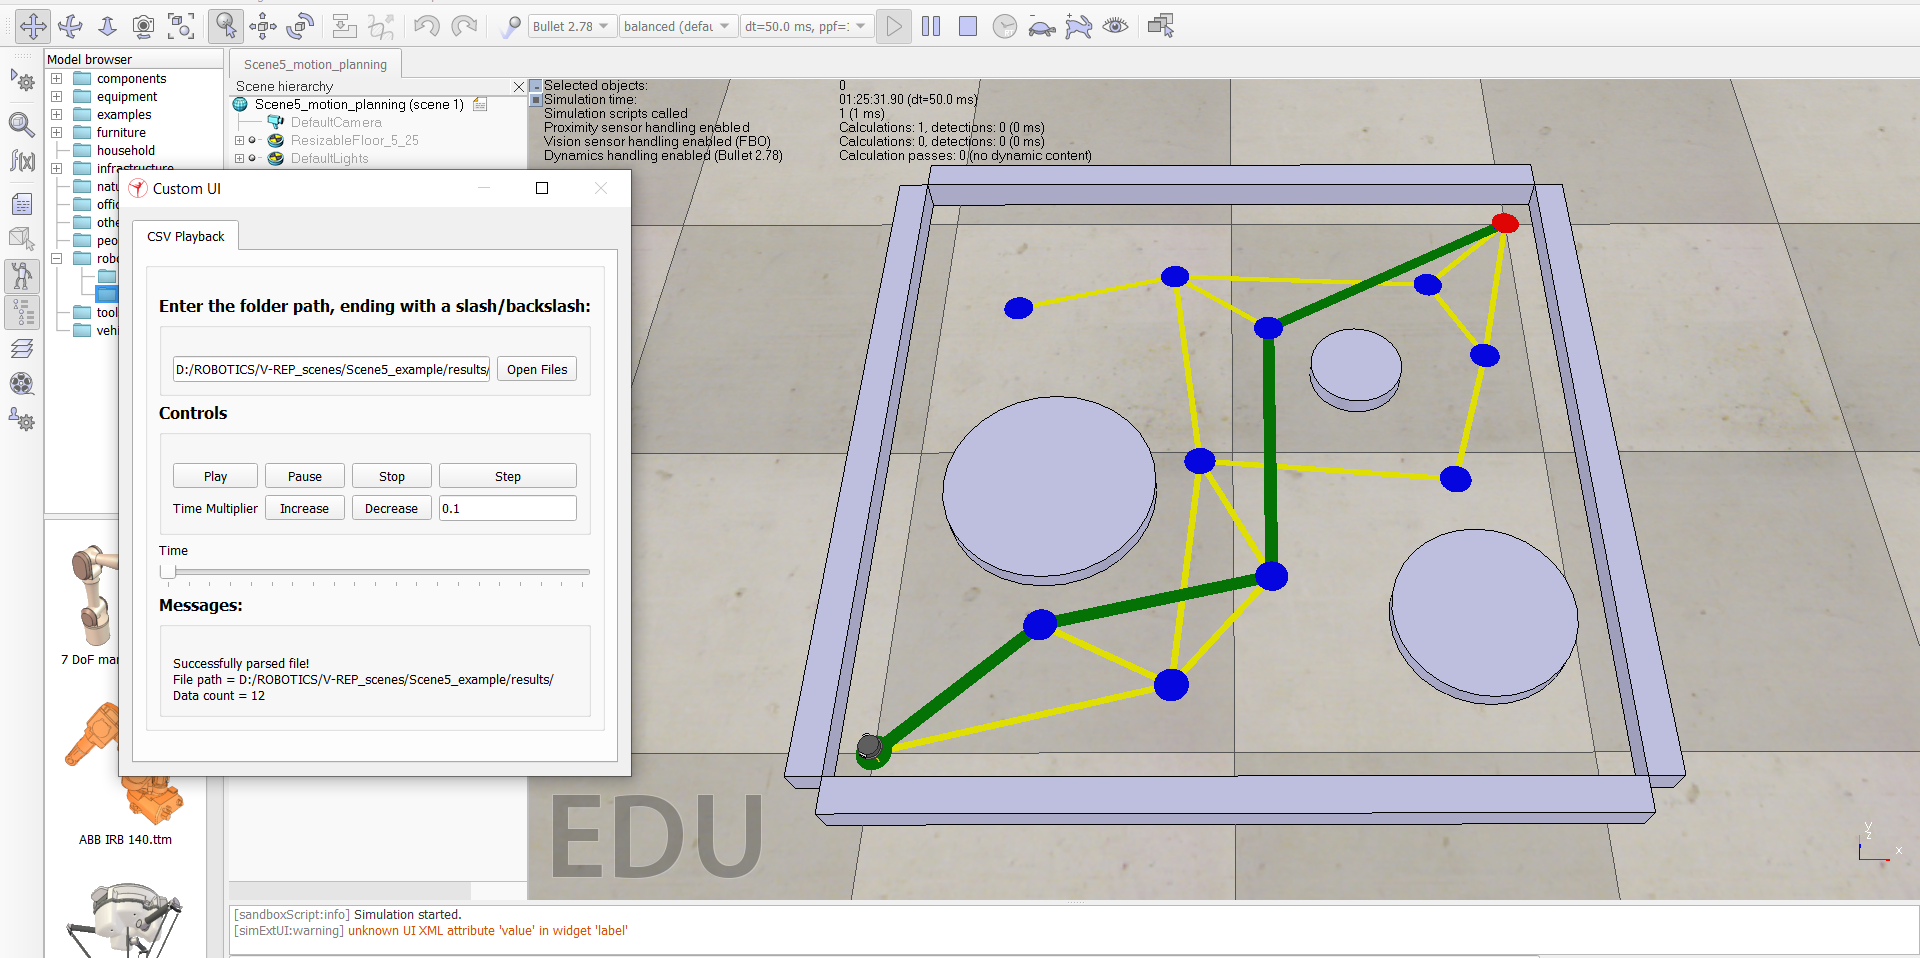 Bullet 2.78
balanced (defau
dt=50.0 ms, ppf=
Model browser
components
equipment
examples
furniture
household
infrastructure
natu
offic
othe
peo
robo
tool
vehi
7 DoF mar
ABB IRB 140.ttm
Scene5_motion_planning
Scene hierarchy
Scene5_motion_planning (scene 1)
DefaultCamera
ResizableFloor_5_25
DefaultLights
Custom UI
CSV Playback
Enter the folder path, ending with a slash/backslash:
D:/ROBOTICS/V-REP_scenes/Scene5_example/results/
Open Files
Controls
Play
Pause
Stop
Step
Time Multiplier
Increase
Decrease
0.1
Time
Messages:
Successfully parsed file!
File path = D:/ROBOTICS/V-REP_scenes/Scene5_example/results/
Data count = 12
Selected objects: 0
Simulation time: 01:25:31.90 (dt=50.0 ms)
Simulation scripts called 1 (1 ms)
Proximity sensor handling enabled Calculations: 1, detections: 0 (0 ms)
Vision sensor handling enabled (FBO) Calculations: 0, detections: 0 (0 ms)
Dynamics handling enabled (Bullet 2.78) Calculation passes: 0 (no dynamic content)
EDU
y
z
x
[sandboxScript:info] Simulation started.
[simExtUI:warning] unknown UI XML attribute 'value' in widget 'label'